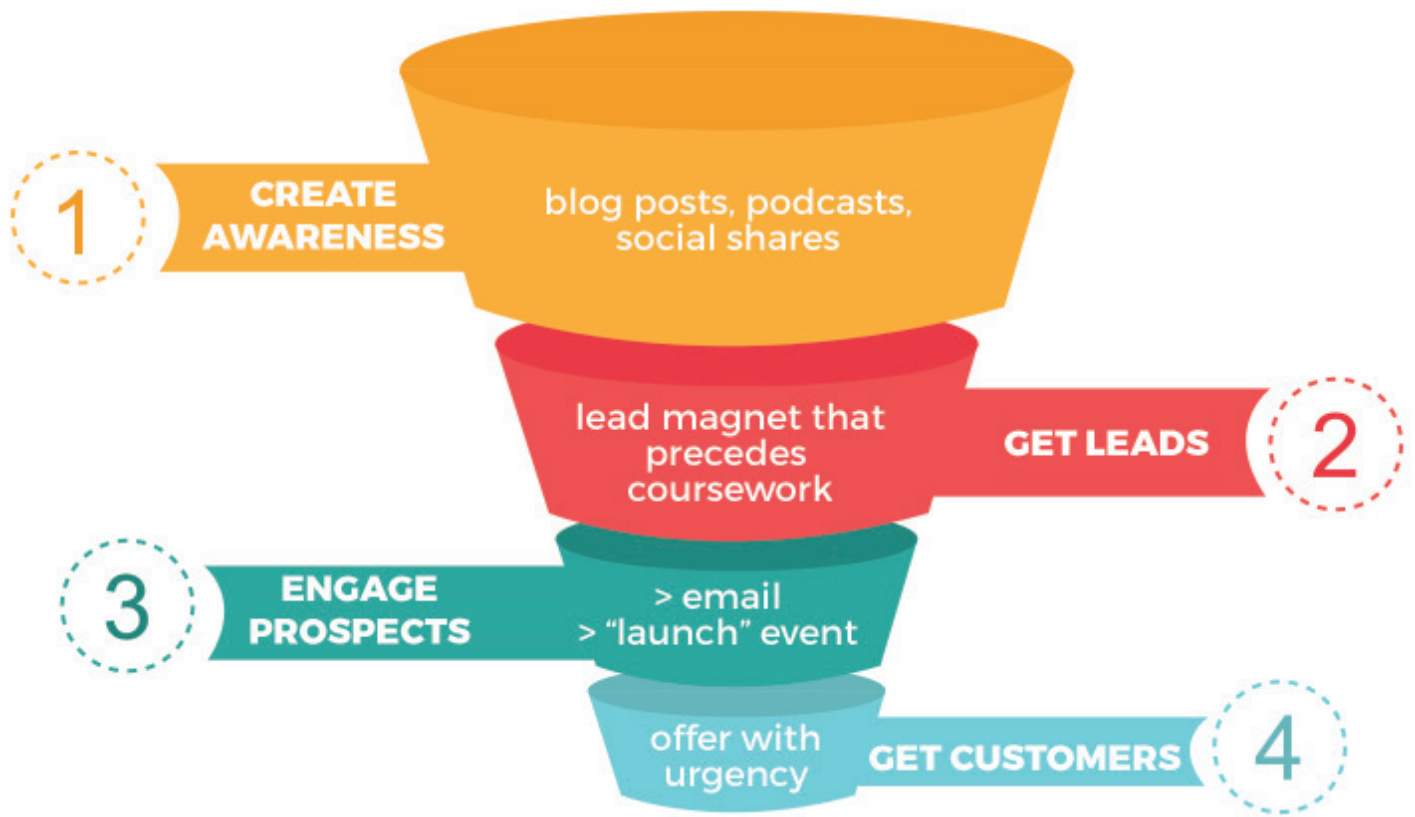 1
CREATE
AWARENESS
blog posts, podcasts,
social shares
lead magnet that
precedes
coursework
GET LEADS
2
3
ENGAGE
PROSPECTS
> email
> “launch” event
offer with
urgency
GET CUSTOMERS
4